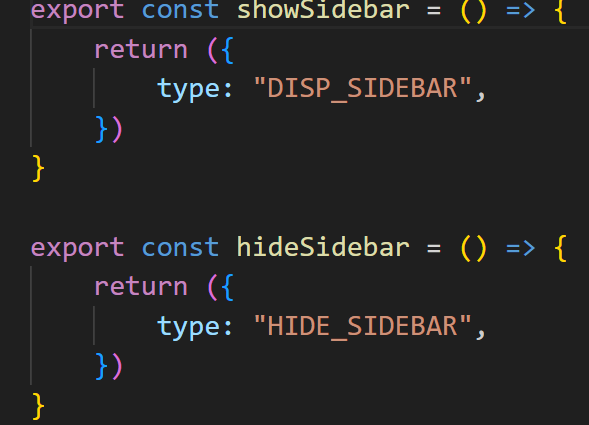 export const showSidebar = () => {
    return ({
        type: "DISP_SIDEBAR",
    })
}

export const hideSidebar = () => {
    return ({
        type: "HIDE_SIDEBAR",
    })
}